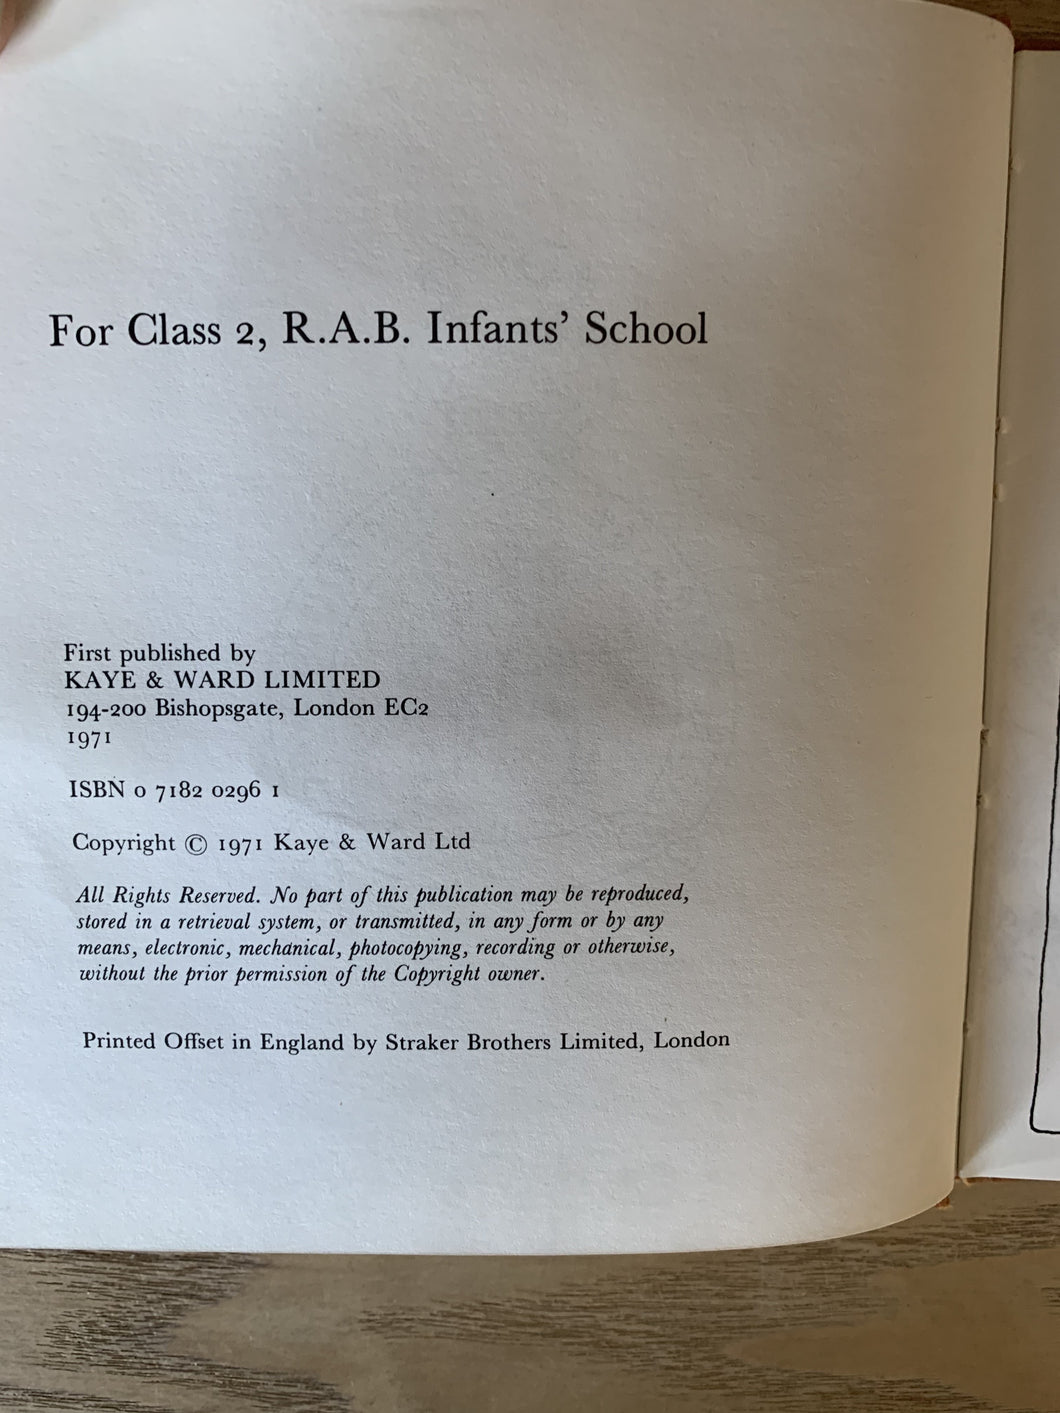 For Class 2, R.A.B. Infants’ School
First published by
KAYE & WARD LIMITED
194-200 Bishopsgate, London EC2
1971
ISBN 0 7182 0296 1
Copyright © 1971 Kaye & Ward Ltd
All Rights Reserved. No part of this publication may be reproduced,
stored in a retrieval system, or transmitted, in any form or by any
means, electronic, mechanical, photocopying, recording or otherwise,
without the prior permission of the Copyright owner.
Printed Offset in England by Straker Brothers Limited, London